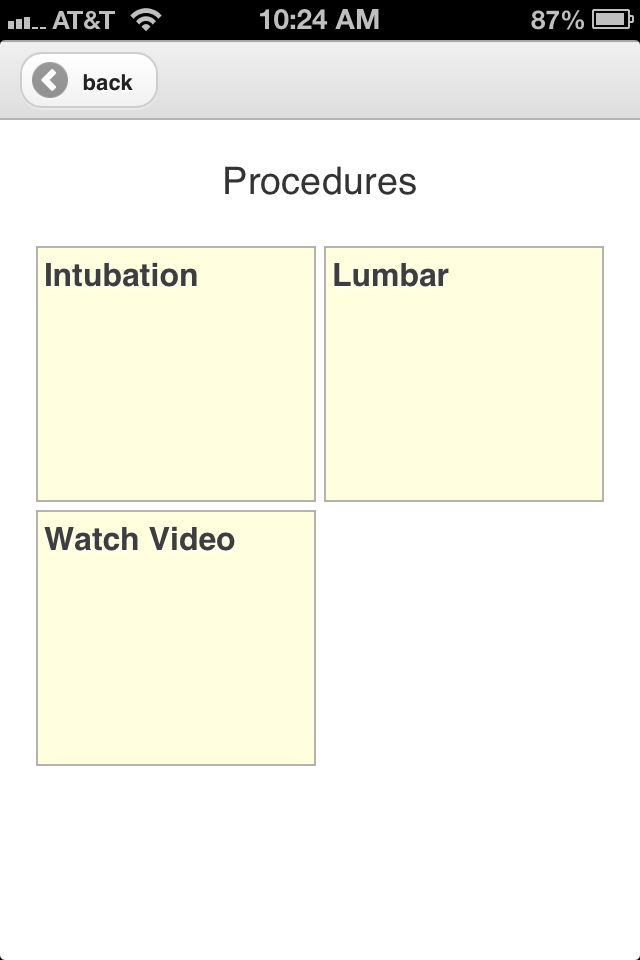 AT&T 10:24 AM 87%
back
Procedures
Intubation Lumbar
Watch Video